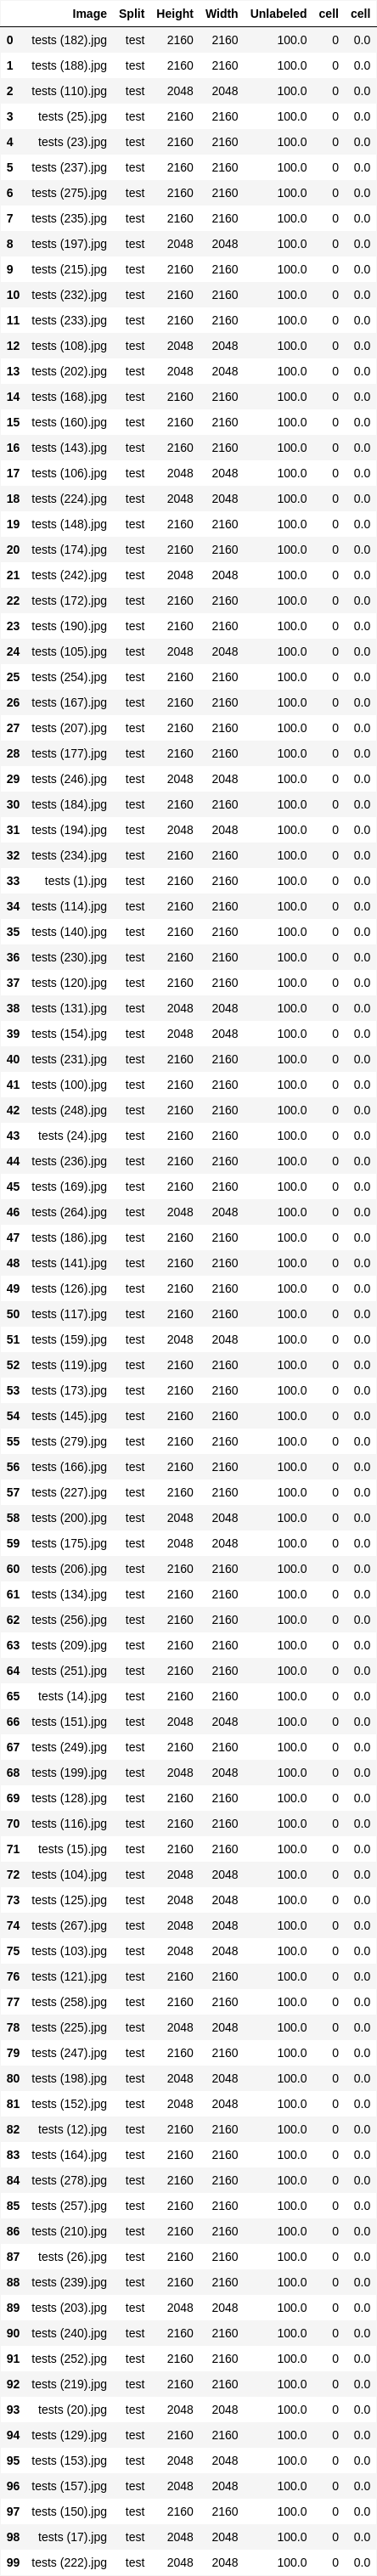 Image Split Height Width Unlabeled cell cell
0 tests (182).jpg test 2160 2160 100.0 0 0.0
1 tests (188).jpg test 2160 2160 100.0 0 0.0
2 tests (110).jpg test 2048 2048 100.0 0 0.0
3 tests (25).jpg test 2160 2160 100.0 0 0.0
4 tests (23).jpg test 2160 2160 100.0 0 0.0
5 tests (237).jpg test 2160 2160 100.0 0 0.0
6 tests (275).jpg test 2160 2160 100.0 0 0.0
7 tests (235).jpg test 2160 2160 100.0 0 0.0
8 tests (197).jpg test 2048 2048 100.0 0 0.0
9 tests (215).jpg test 2160 2160 100.0 0 0.0
10 tests (232).jpg test 2160 2160 100.0 0 0.0
11 tests (233).jpg test 2160 2160 100.0 0 0.0
12 tests (108).jpg test 2048 2048 100.0 0 0.0
13 tests (202).jpg test 2048 2048 100.0 0 0.0
14 tests (168).jpg test 2160 2160 100.0 0 0.0
15 tests (160).jpg test 2160 2160 100.0 0 0.0
16 tests (143).jpg test 2160 2160 100.0 0 0.0
17 tests (106).jpg test 2048 2048 100.0 0 0.0
18 tests (224).jpg test 2048 2048 100.0 0 0.0
19 tests (148).jpg test 2160 2160 100.0 0 0.0
20 tests (174).jpg test 2160 2160 100.0 0 0.0
21 tests (242).jpg test 2048 2048 100.0 0 0.0
22 tests (172).jpg test 2160 2160 100.0 0 0.0
23 tests (190).jpg test 2160 2160 100.0 0 0.0
24 tests (105).jpg test 2048 2048 100.0 0 0.0
25 tests (254).jpg test 2160 2160 100.0 0 0.0
26 tests (167).jpg test 2160 2160 100.0 0 0.0
27 tests (207).jpg test 2160 2160 100.0 0 0.0
28 tests (177).jpg test 2160 2160 100.0 0 0.0
29 tests (246).jpg test 2048 2048 100.0 0 0.0
30 tests (184).jpg test 2160 2160 100.0 0 0.0
31 tests (194).jpg test 2048 2048 100.0 0 0.0
32 tests (234).jpg test 2160 2160 100.0 0 0.0
33 tests (1).jpg test 2160 2160 100.0 0 0.0
34 tests (114).jpg test 2160 2160 100.0 0 0.0
35 tests (140).jpg test 2160 2160 100.0 0 0.0
36 tests (230).jpg test 2160 2160 100.0 0 0.0
37 tests (120).jpg test 2160 2160 100.0 0 0.0
38 tests (131).jpg test 2048 2048 100.0 0 0.0
39 tests (154).jpg test 2048 2048 100.0 0 0.0
40 tests (231).jpg test 2160 2160 100.0 0 0.0
41 tests (100).jpg test 2160 2160 100.0 0 0.0
42 tests (248).jpg test 2160 2160 100.0 0 0.0
43 tests (24).jpg test 2160 2160 100.0 0 0.0
44 tests (236).jpg test 2160 2160 100.0 0 0.0
45 tests (169).jpg test 2160 2160 100.0 0 0.0
46 tests (264).jpg test 2048 2048 100.0 0 0.0
47 tests (186).jpg test 2160 2160 100.0 0 0.0
48 tests (141).jpg test 2160 2160 100.0 0 0.0
49 tests (126).jpg test 2160 2160 100.0 0 0.0
50 tests (117).jpg test 2160 2160 100.0 0 0.0
51 tests (159).jpg test 2048 2048 100.0 0 0.0
52 tests (119).jpg test 2160 2160 100.0 0 0.0
53 tests (173).jpg test 2160 2160 100.0 0 0.0
54 tests (145).jpg test 2160 2160 100.0 0 0.0
55 tests (279).jpg test 2160 2160 100.0 0 0.0
56 tests (166).jpg test 2160 2160 100.0 0 0.0
57 tests (227).jpg test 2160 2160 100.0 0 0.0
58 tests (200).jpg test 2048 2048 100.0 0 0.0
59 tests (175).jpg test 2048 2048 100.0 0 0.0
60 tests (206).jpg test 2160 2160 100.0 0 0.0
61 tests (134).jpg test 2160 2160 100.0 0 0.0
62 tests (256).jpg test 2160 2160 100.0 0 0.0
63 tests (209).jpg test 2160 2160 100.0 0 0.0
64 tests (251).jpg test 2160 2160 100.0 0 0.0
65 tests (14).jpg test 2160 2160 100.0 0 0.0
66 tests (151).jpg test 2048 2048 100.0 0 0.0
67 tests (249).jpg test 2160 2160 100.0 0 0.0
68 tests (199).jpg test 2048 2048 100.0 0 0.0
69 tests (128).jpg test 2160 2160 100.0 0 0.0
70 tests (116).jpg test 2160 2160 100.0 0 0.0
71 tests (15).jpg test 2160 2160 100.0 0 0.0
72 tests (104).jpg test 2048 2048 100.0 0 0.0
73 tests (125).jpg test 2048 2048 100.0 0 0.0
74 tests (267).jpg test 2048 2048 100.0 0 0.0
75 tests (103).jpg test 2048 2048 100.0 0 0.0
76 tests (121).jpg test 2160 2160 100.0 0 0.0
77 tests (258).jpg test 2160 2160 100.0 0 0.0
78 tests (225).jpg test 2048 2048 100.0 0 0.0
79 tests (247).jpg test 2160 2160 100.0 0 0.0
80 tests (198).jpg test 2048 2048 100.0 0 0.0
81 tests (152).jpg test 2048 2048 100.0 0 0.0
82 tests (12).jpg test 2160 2160 100.0 0 0.0
83 tests (164).jpg test 2160 2160 100.0 0 0.0
84 tests (278).jpg test 2160 2160 100.0 0 0.0
85 tests (257).jpg test 2160 2160 100.0 0 0.0
86 tests (210).jpg test 2160 2160 100.0 0 0.0
87 tests (26).jpg test 2160 2160 100.0 0 0.0
88 tests (239).jpg test 2160 2160 100.0 0 0.0
89 tests (203).jpg test 2048 2048 100.0 0 0.0
90 tests (240).jpg test 2160 2160 100.0 0 0.0
91 tests (252).jpg test 2160 2160 100.0 0 0.0
92 tests (219).jpg test 2160 2160 100.0 0 0.0
93 tests (20).jpg test 2048 2048 100.0 0 0.0
94 tests (129).jpg test 2160 2160 100.0 0 0.0
95 tests (153).jpg test 2048 2048 100.0 0 0.0
96 tests (157).jpg test 2048 2048 100.0 0 0.0
97 tests (150).jpg test 2160 2160 100.0 0 0.0
98 tests (17).jpg test 2048 2048 100.0 0 0.0
99 tests (222).jpg test 2048 2048 100.0 0 0.0